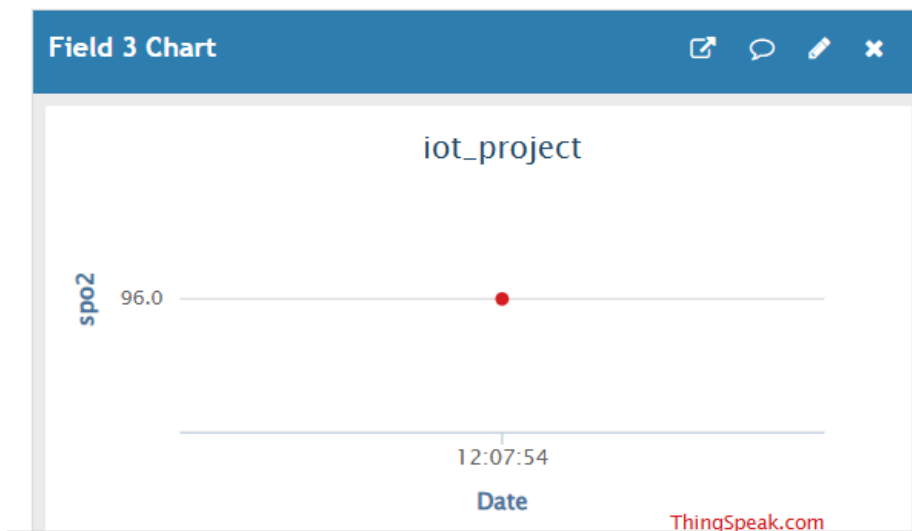 Field 3 Chart
iot_project
spo2
96.0
12:07:54
Date
ThingSpeak.com